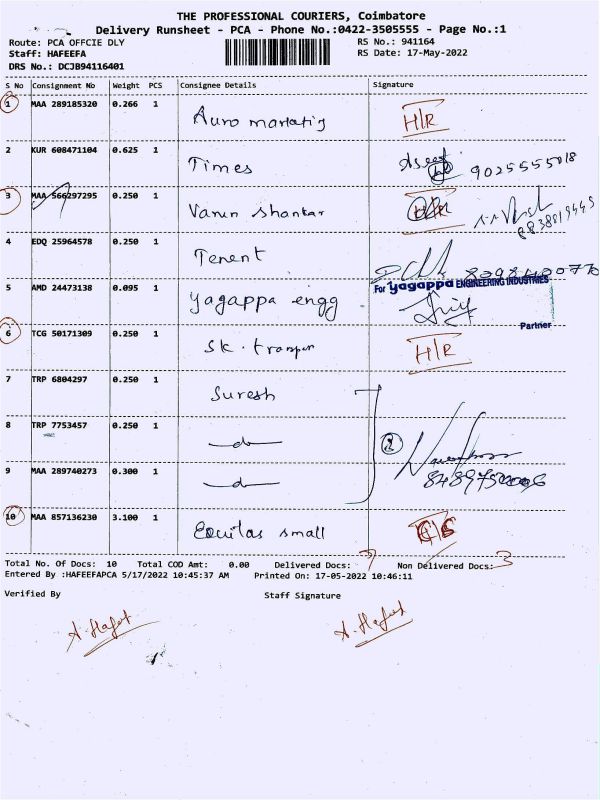 THE PROFESSIONAL COURIERS, Coimbatore
Delivery Runsheet - PCA - Phone No.:0422-3505555 - Page No.:1
Route: PCA OFFCIE DLY
RS No.: 941164
Staff: HAFEEFA
RS Date: 17-May-2022
DRS No.: DCJB94116401
S No Consignment No Weight PCS Consignee Details Signature
1 MAA 289185320 0.266 1 Auro H/R
2 KUR 608471104 0.625 1 Times 9025555018
3 MAA 566297295 0.250 1 Varun Shankar
4 EDQ 25964578 0.250 1 Tenent
For Yagappa ENGINEERING INDUSTRIES
5 AMD 24473138 0.095 1 Yagappa engg
Partner
6 TCG 50171309 0.250 1 SK. H/R
7 TRP 6804297 0.250 1 Suresh
8 TRP 7753457 0.250 1 do
9 MAA 289740273 0.300 1 do
10 MAA 857136230 3.100 1 Equitas small
Total No. Of Docs: 10 Total COD Amt: 0.00 Delivered Docs: 7 Non Delivered Docs: 3
Entered By :HAFEEFAPCA 5/17/2022 10:45:37 AM Printed On: 17-05-2022 10:46:11
Verified By Staff Signature